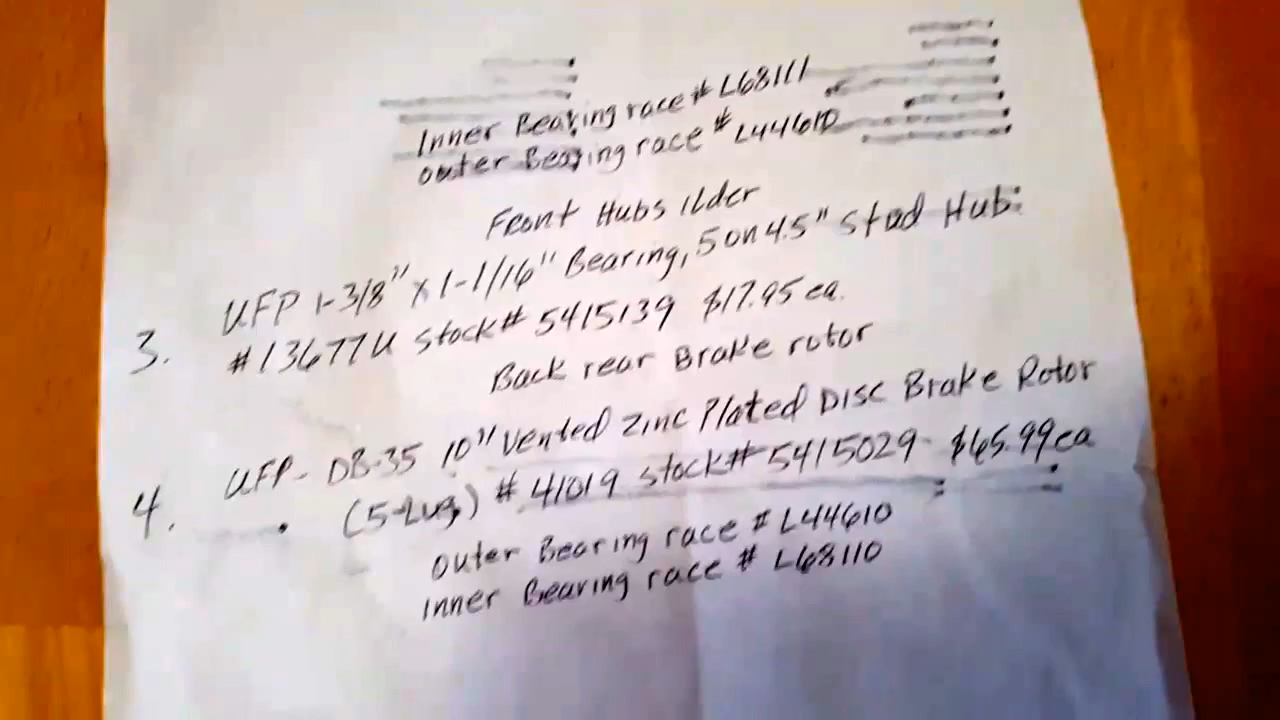 Inner Bearing race # L68111
outer Bearing race # L44610
Front Hubs ilder
UFP 1-3/8" x 1-1/16" Bearing, 5 on 4.5" Stud Hub:
3. #13677U stock# 5415139 $17.95 ea.
Back rear Brake rotor
UFP- DB-35 10" Vented Zinc Plated Disc Brake Rotor
4. (5-Lug) # 41019 stock# 5415029 $65.99 ea
outer Bearing race # L44610
inner Bearing race # L68110